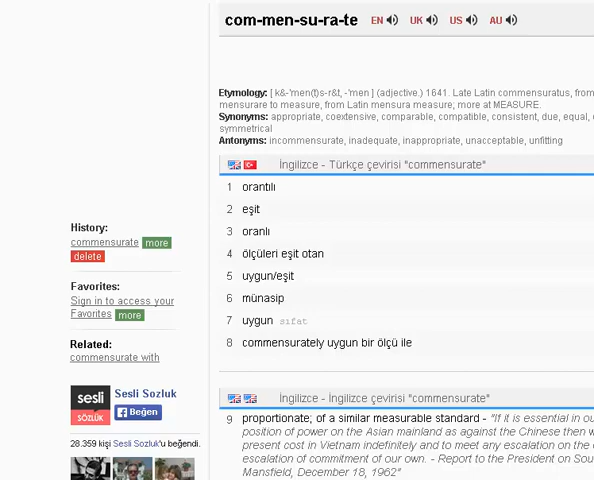 com-men-su-ra-te EN UK US AU
Etymology: [ k&-'men(t)s-r&t, -'men ] (adjective.) 1641. Late Latin commensuratus, from
mensurare to measure, from Latin mensura measure; more at MEASURE.
Synonyms: appropriate, coextensive, comparable, compatible, consistent, due, equal,
symmetrical
Antonyms: incommensurate, inadequate, inappropriate, unacceptable, unfitting
İngilizce - Türkçe çevirisi "commensurate"
1 orantılı
2 eşit
3 oranlı
4 ölçüleri eşit otan
5 uygun/eşit
6 münasip
7 uygun sıfat
8 commensurately uygun bir ölçü ile
History:
commensurate more
delete
Favorites:
Sign in to access your
Favorites more
Related:
commensurate with
sesli
SÖZLÜK
Sesli Sozluk
Beğen
28.359 kişi Sesli Sozluk'u beğendi.
İngilizce - İngilizce çevirisi "commensurate"
9 proportionate; of a similar measurable standard - "If it is essential in ou
position of power on the Asian mainland as against the Chinese then w
present cost in Vietnam indefinitely and to meet any escalation on the
escalation of commitment of our own. - Report to the President on Sou
Mansfield, December 18, 1962"